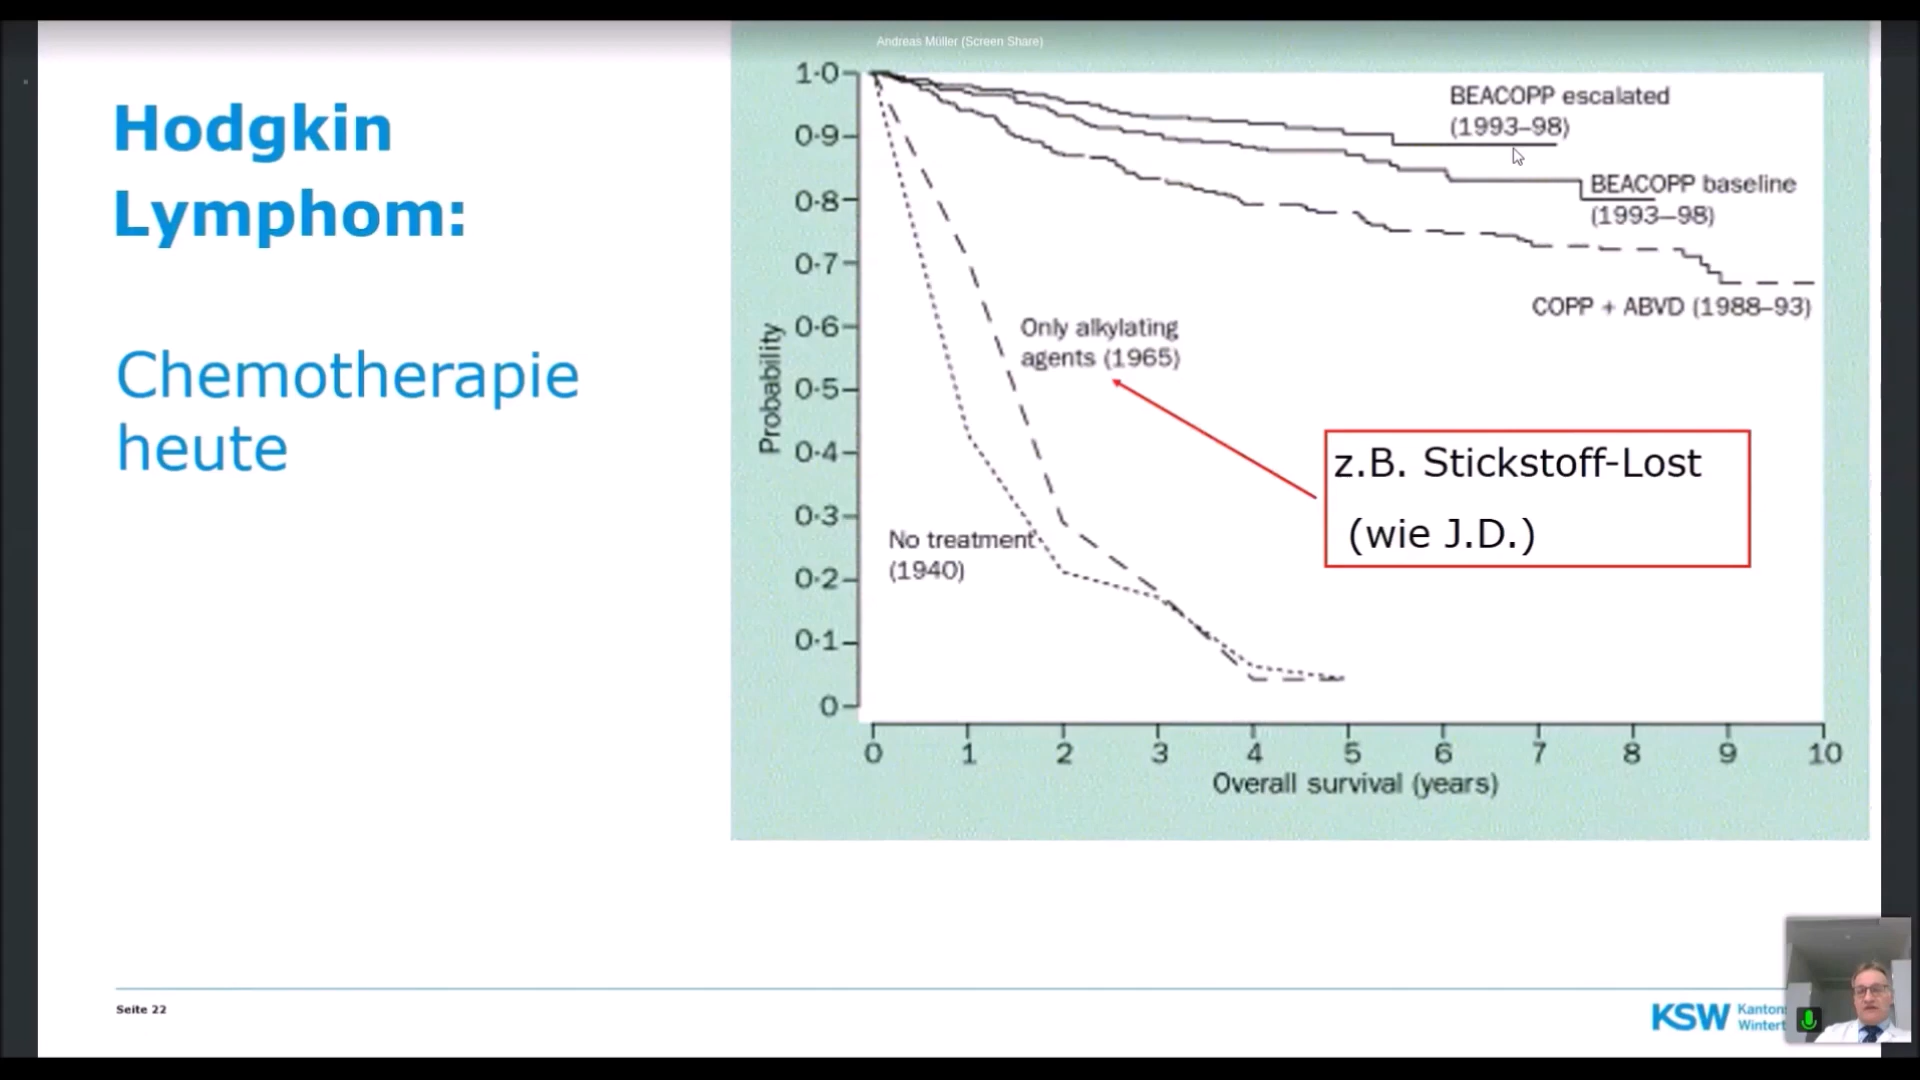 Andreas Müller (Screen Share)
Hodgkin
Lymphom:
Chemotherapie
heute
1·0
0·9
0·8
0·7
0·6
0·5
0·4
0·3
0·2
0·1
0
Probability
BEACOPP escalated
(1993–98)
BEACOPP baseline
(1993–98)
COPP + ABVD (1988–93)
Only alkylating
agents (1965)
z.B. Stickstoff-Lost
(wie J.D.)
No treatment
(1940)
0 1 2 3 4 5 6 7 8 9 10
Overall survival (years)
Seite 22
KSW